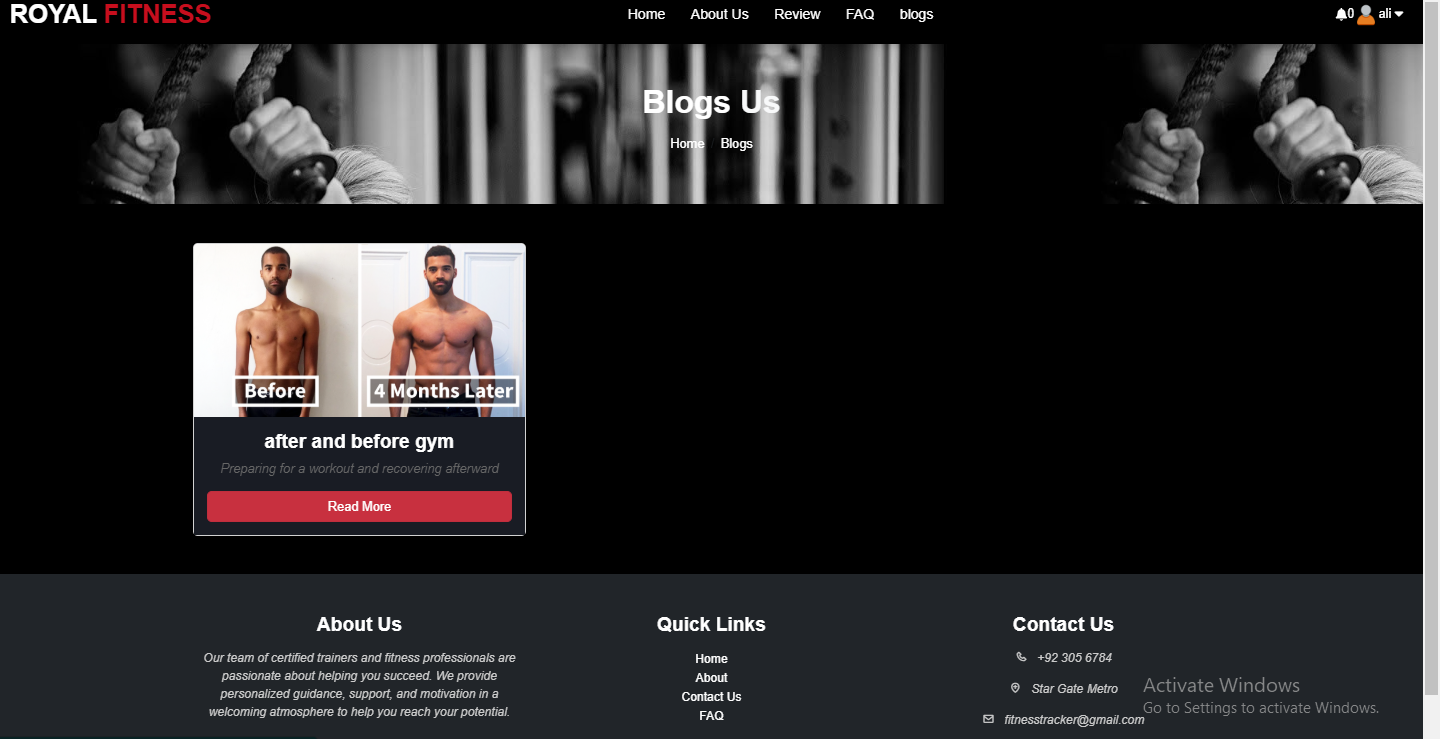 ROYAL FITNESS
Home About Us Review FAQ blogs
0 ali
Blogs Us
Home Blogs
Before
4 Months Later
after and before gym
Preparing for a workout and recovering afterward
Read More
About Us
Our team of certified trainers and fitness professionals are
passionate about helping you succeed. We provide
personalized guidance, support, and motivation in a
welcoming atmosphere to help you reach your potential.
Quick Links
Home
About
Contact Us
FAQ
Contact Us
+92 305 6784
Star Gate Metro
fitnesstracker@gmail.com
Activate Windows
Go to Settings to activate Windows.